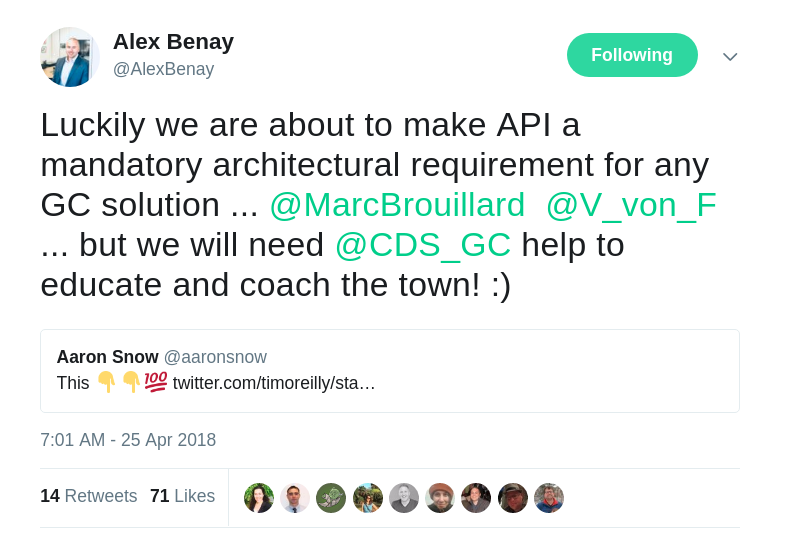 Alex Benay
@AlexBenay
Following
Luckily we are about to make API a
mandatory architectural requirement for any
GC solution ... @MarcBrouillard @V_von_F
... but we will need @CDS_GC help to
educate and coach the town! :)
Aaron Snow @aaronsnow
This 👇👇💯 twitter.com/timoreilly/sta…
7:01 AM - 25 Apr 2018
14 Retweets 71 Likes